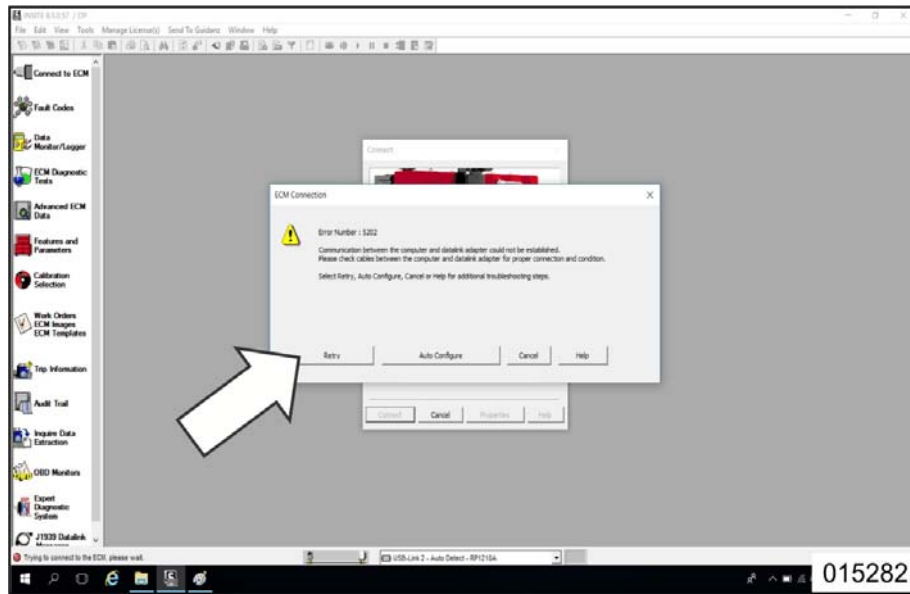 INSITE 8.5.0.57 / CIP
File Edit View Tools Manage License(s) Send To Guidanz Window Help
Connect to ECM
Fault Codes
Data
Monitor/Logger
ECM Diagnostic
Tests
Advanced ECM
Data
Features and
Parameters
Calibration
Selection
Work Orders
ECM Images
ECM Templates
Trip Information
Audit Trail
Inquire Data
Extraction
OBD Monitors
Expert
Diagnostic
System
J1939 Datalink
Connect
ECM Connection
Error Number : 5202
Communication between the computer and datalink adapter could not be established.
Please check cables between the computer and datalink adapter for proper connection and condition.
Select Retry, Auto Configure, Cancel or Help for additional troubleshooting steps.
Retry Auto Configure Cancel Help
Connect Cancel Properties Help
Trying to connect to the ECM, please wait.
USB-Link 2 - Auto Detect - RP1210A
015282